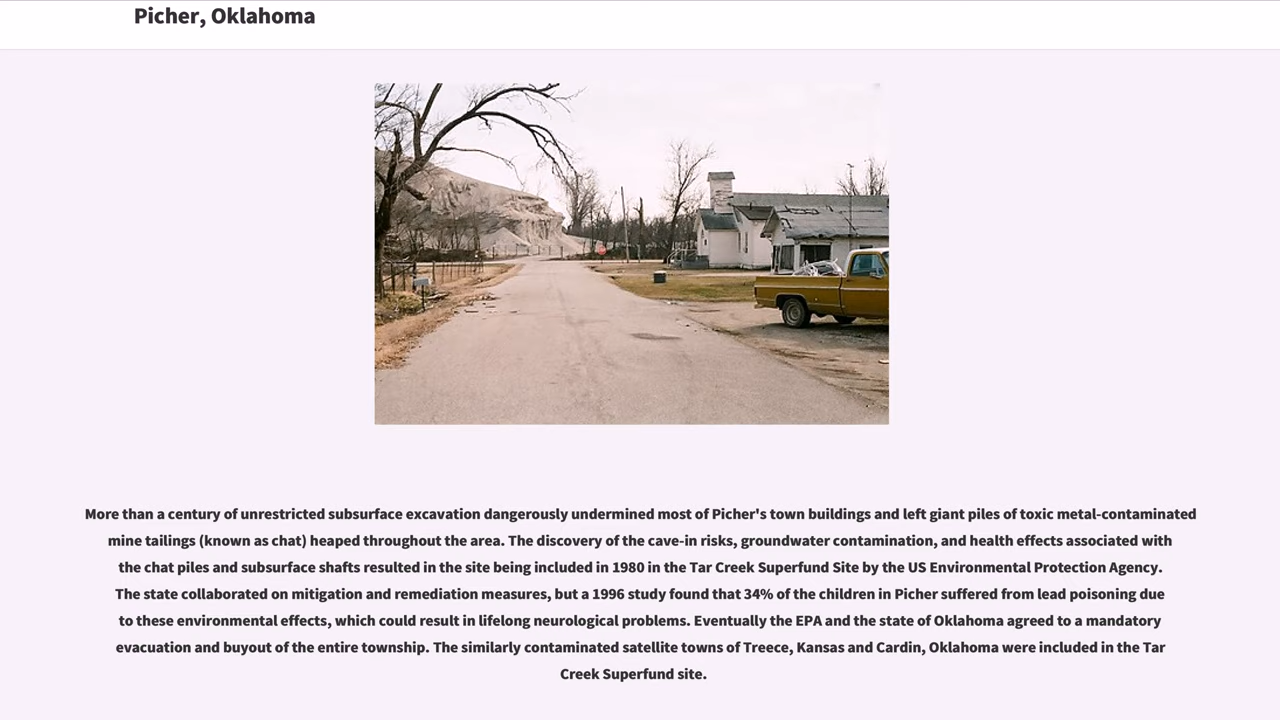 Picher, Oklahoma
More than a century of unrestricted subsurface excavation dangerously undermined most of Picher's town buildings and left giant piles of toxic metal-contaminated
mine tailings (known as chat) heaped throughout the area. The discovery of the cave-in risks, groundwater contamination, and health effects associated with
the chat piles and subsurface shafts resulted in the site being included in 1980 in the Tar Creek Superfund Site by the US Environmental Protection Agency.
The state collaborated on mitigation and remediation measures, but a 1996 study found that 34% of the children in Picher suffered from lead poisoning due
to these environmental effects, which could result in lifelong neurological problems. Eventually the EPA and the state of Oklahoma agreed to a mandatory
evacuation and buyout of the entire township. The similarly contaminated satellite towns of Treece, Kansas and Cardin, Oklahoma were included in the Tar
Creek Superfund site.